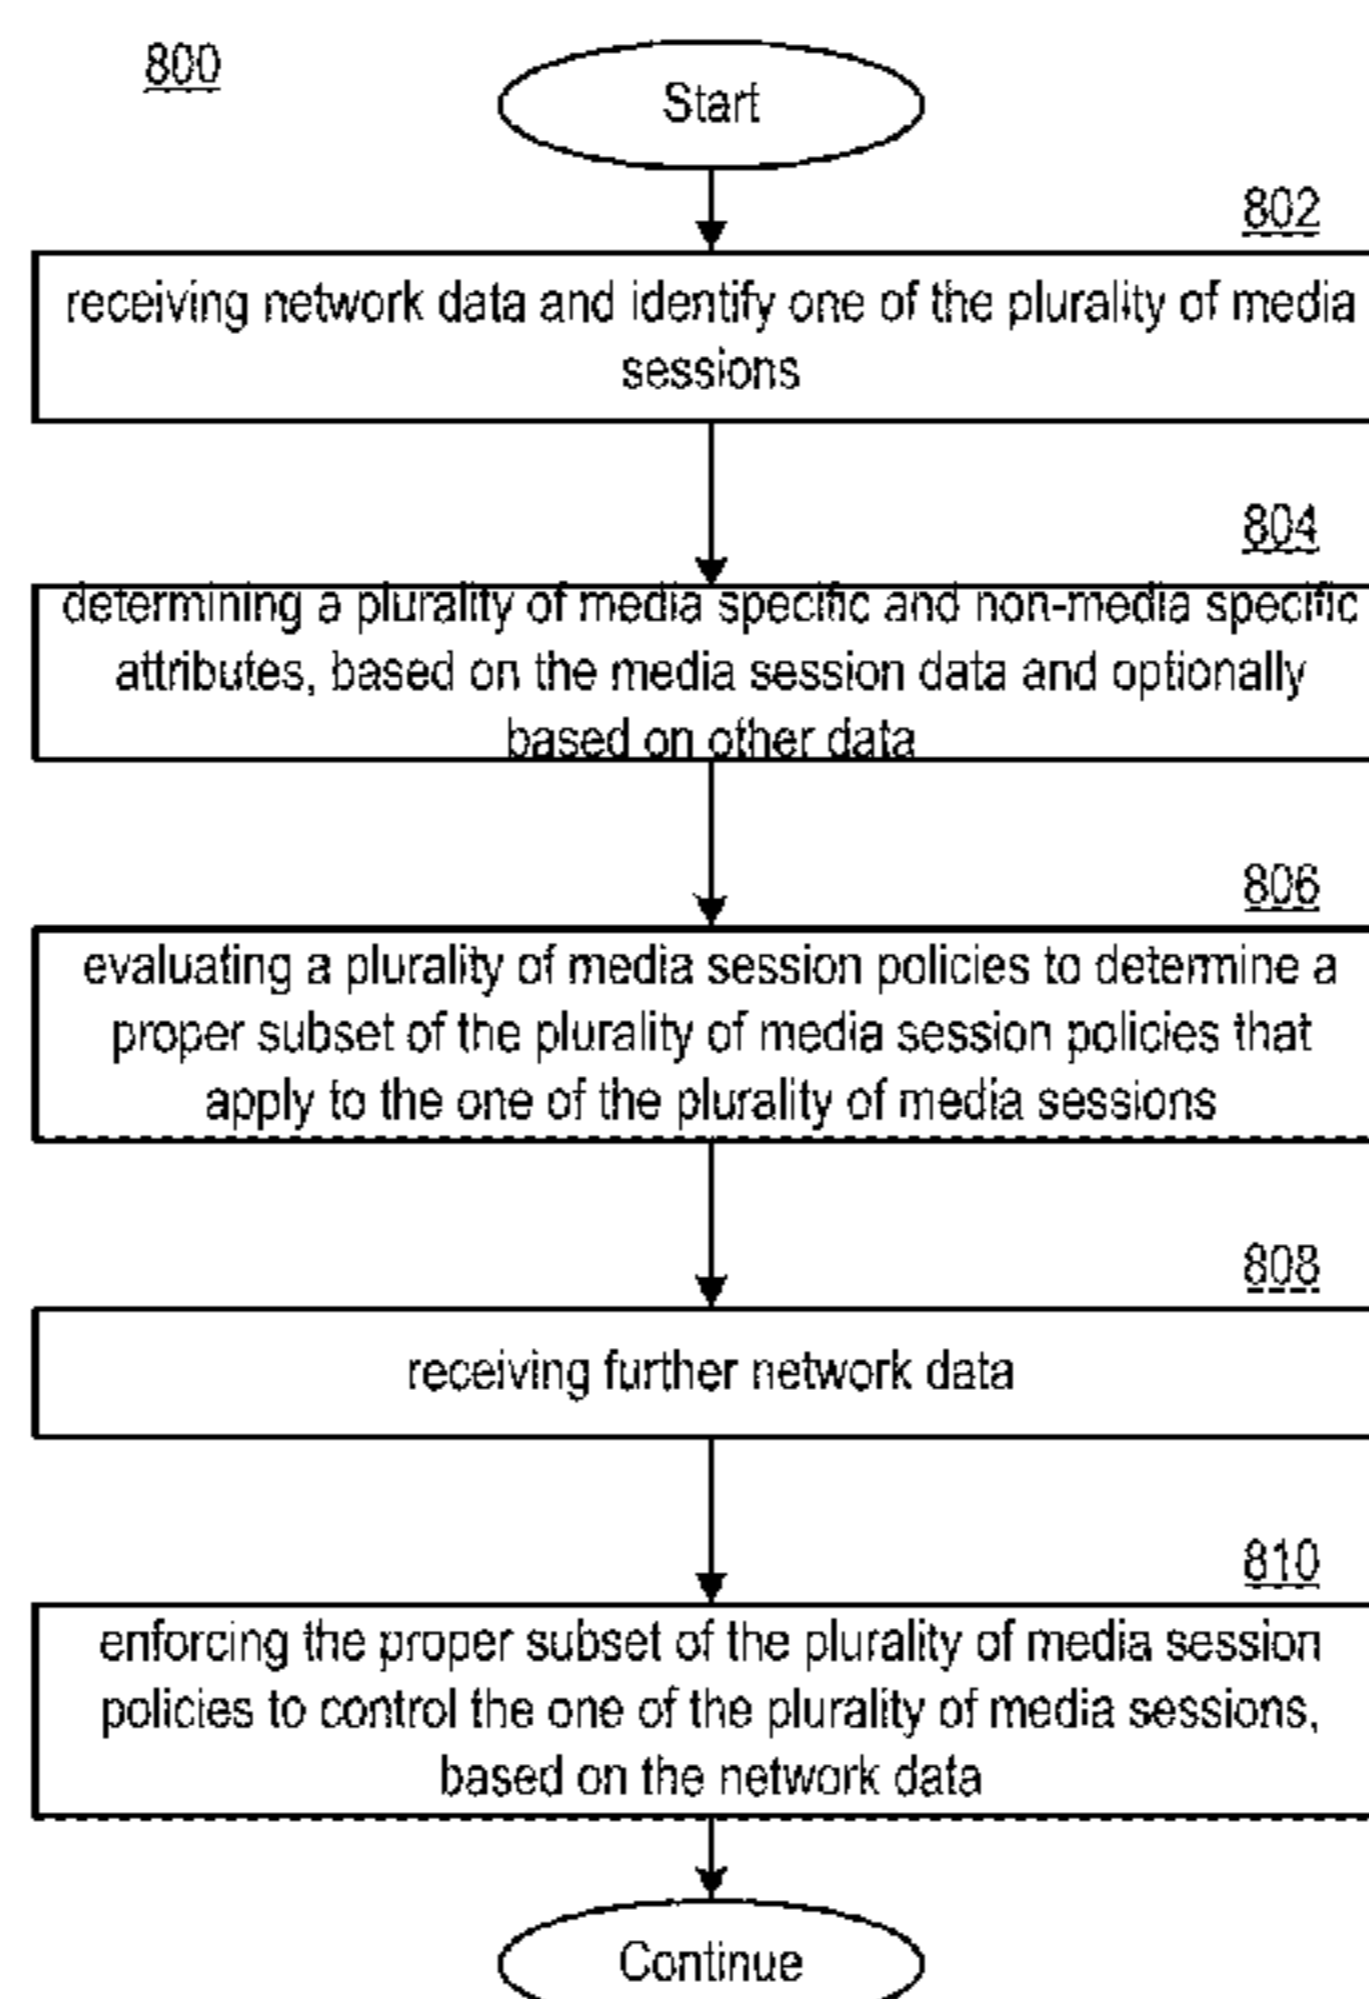 800
Start
802
receiving network data and identify one of the plurality of media
sessions
804
determining a plurality of media specific and non-media specific
attributes, based on the media session data and optionally
based on other data
806
evaluating a plurality of media session policies to determine a
proper subset of the plurality of media session policies that
apply to the one of the plurality of media sessions
808
receiving further network data
810
enforcing the proper subset of the plurality of media session
policies to control the one of the plurality of media sessions,
based on the network data
Continue